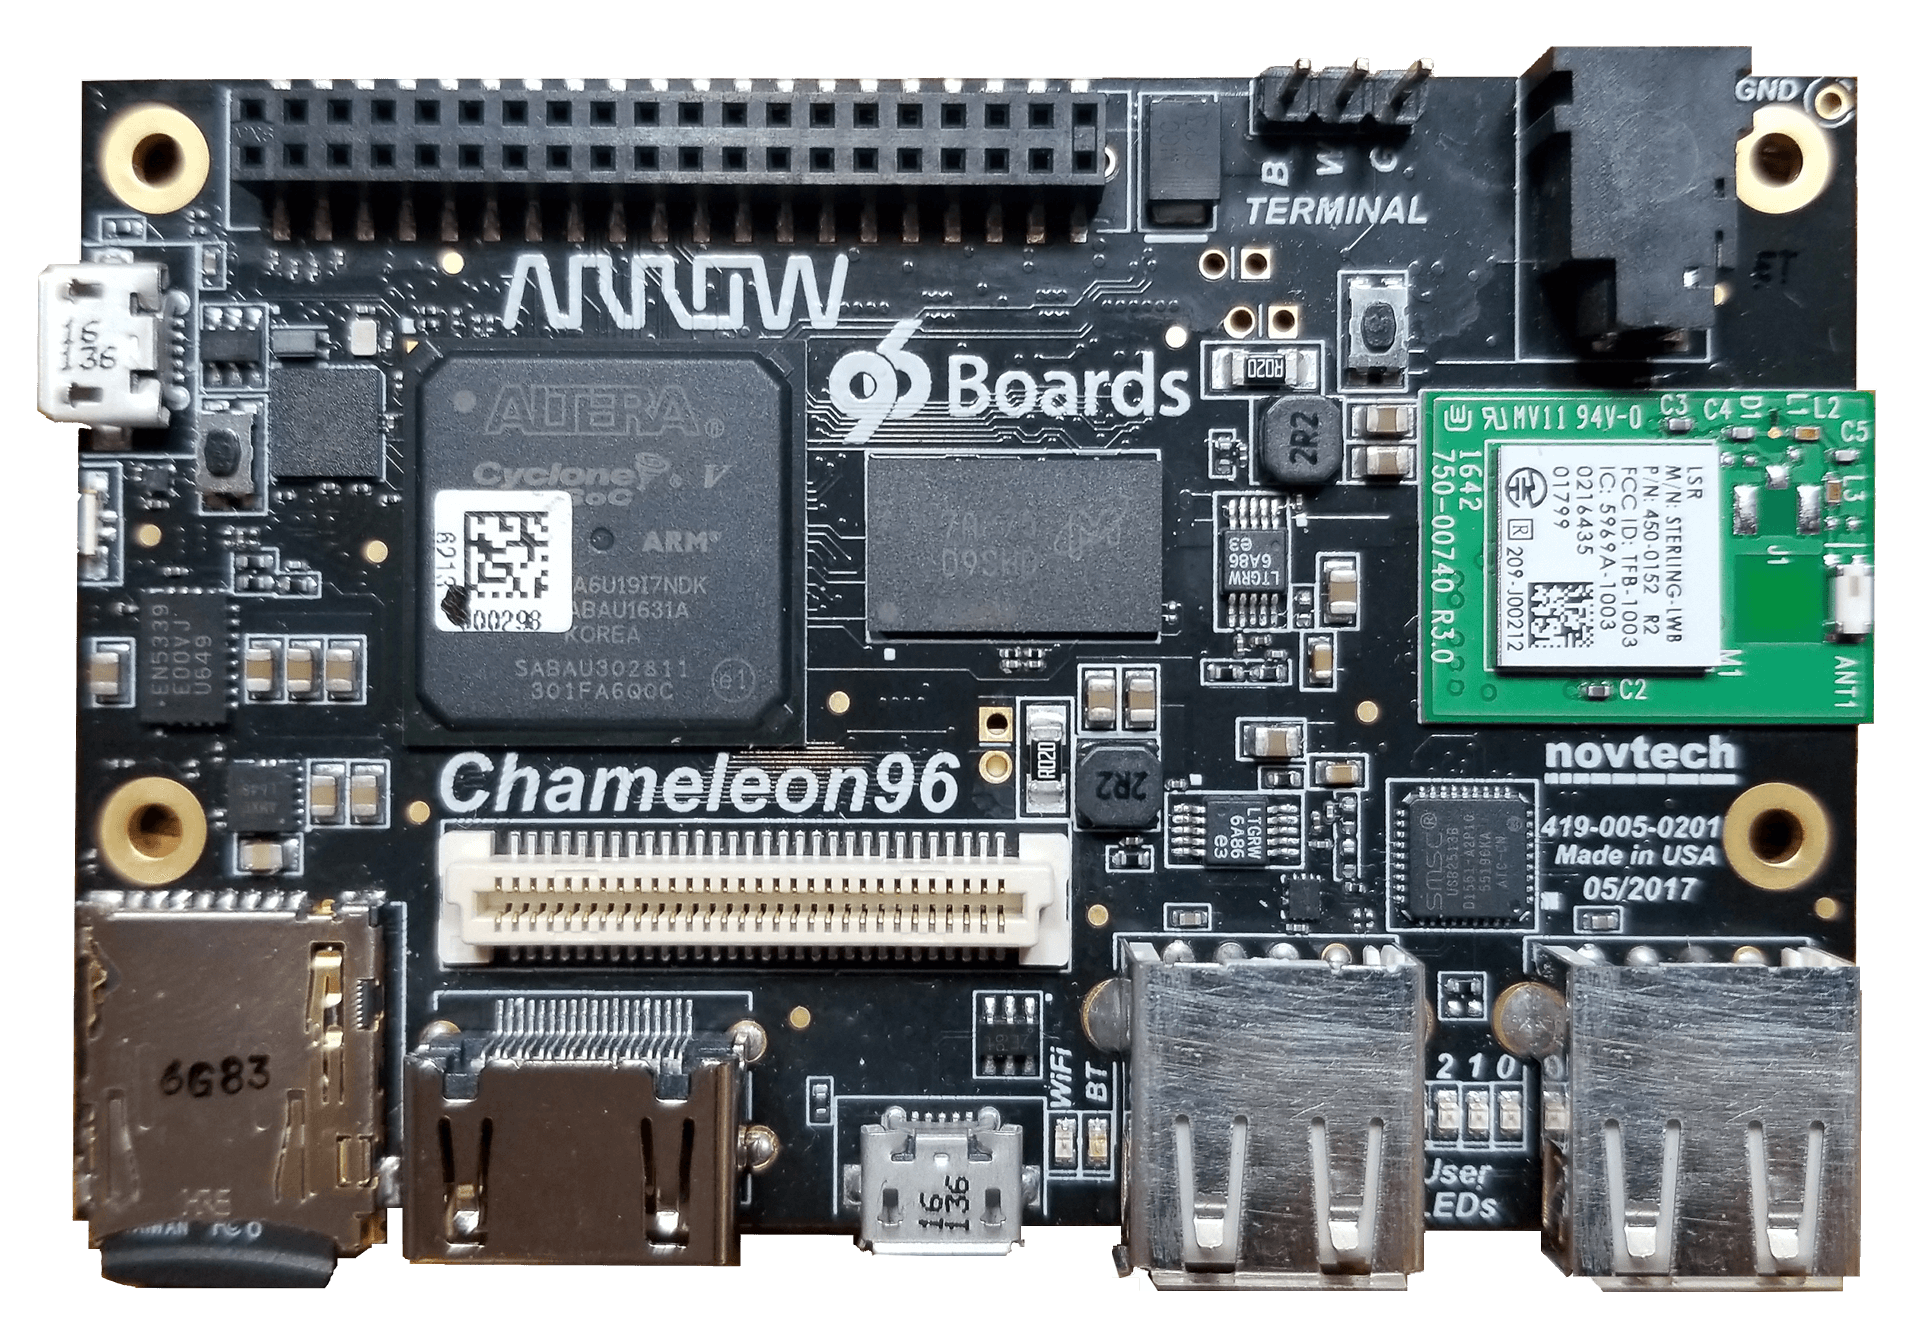 GND
B W G
TERMINAL
ARROW
96 Boards
16
136
R020
2R2
ALTERA
Cyclone V
SoC
ARM
6213
00298
A6U19I7NDK
ABAU1631A
KOREA
SABAU302811
301FA6Q0C
e1
D9SHD
LTGRW
6A86
e3
MV11 94V-0
C3 C4 D1 L1 L2
C5
L3
J1
1642
750-00740 R3.0
LSR
M/N: STERLING-LWB
P/N: 450-0152 R2
FCC ID: TFB-1003
IC: 5969A-1003
0216435
01799
R 209-J00212
M1
C2
ANT1
EN5339
E00VJ
U649
Chameleon96
R020
2R2
LTGRW
6A86
e3
novtech
419-005-0201
Made in USA
05/2017
smsc
USB2513B
6G83
HRS
WiFi
BT
16
136
2 1 0
User
LEDs